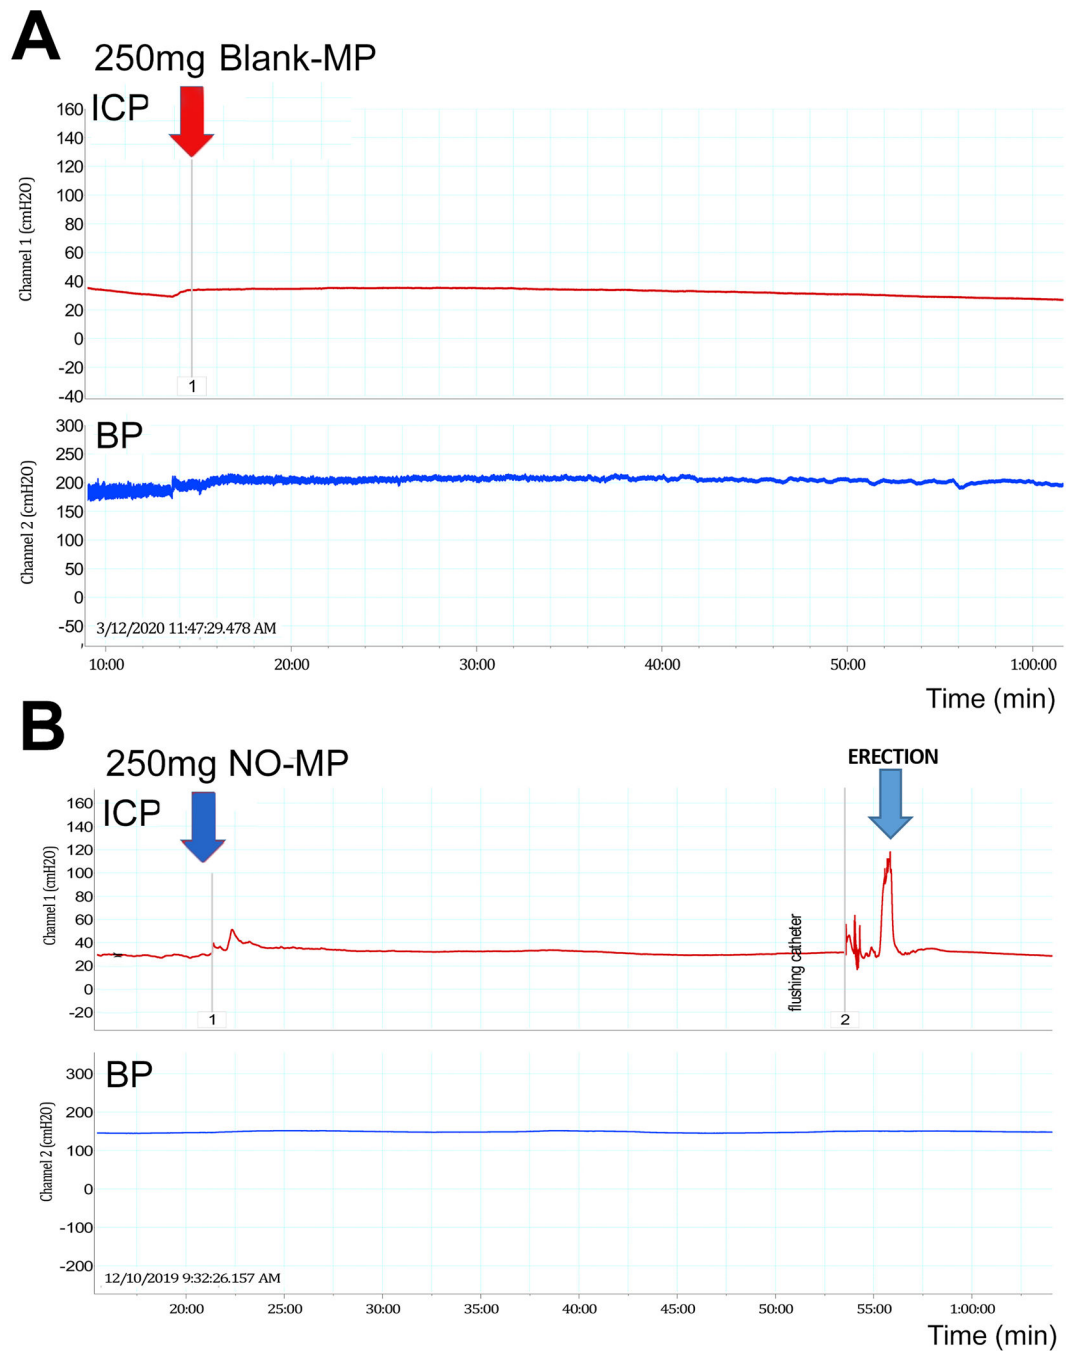 A
250mg Blank-MP
ICP
160
140
120
100
80
60
40
20
0
-20
-40
Channel 1 (cmH2O)
1
BP
300
250
200
150
100
50
0
-50
Channel 2 (cmH2O)
3/12/2020 11:47:29.478 AM
10:00 20:00 30:00 40:00 50:00 1:00:00
Time (min)
B
250mg NO-MP
ERECTION
ICP
160
140
120
100
80
60
40
20
0
-20
Channel 1 (cmH2O)
flushing catheter
1
2
BP
300
200
100
0
-100
-200
Channel 2 (cmH2O)
12/10/2019 9:32:26.157 AM
20:00 25:00 30:00 35:00 40:00 45:00 50:00 55:00 1:00:00
Time (min)